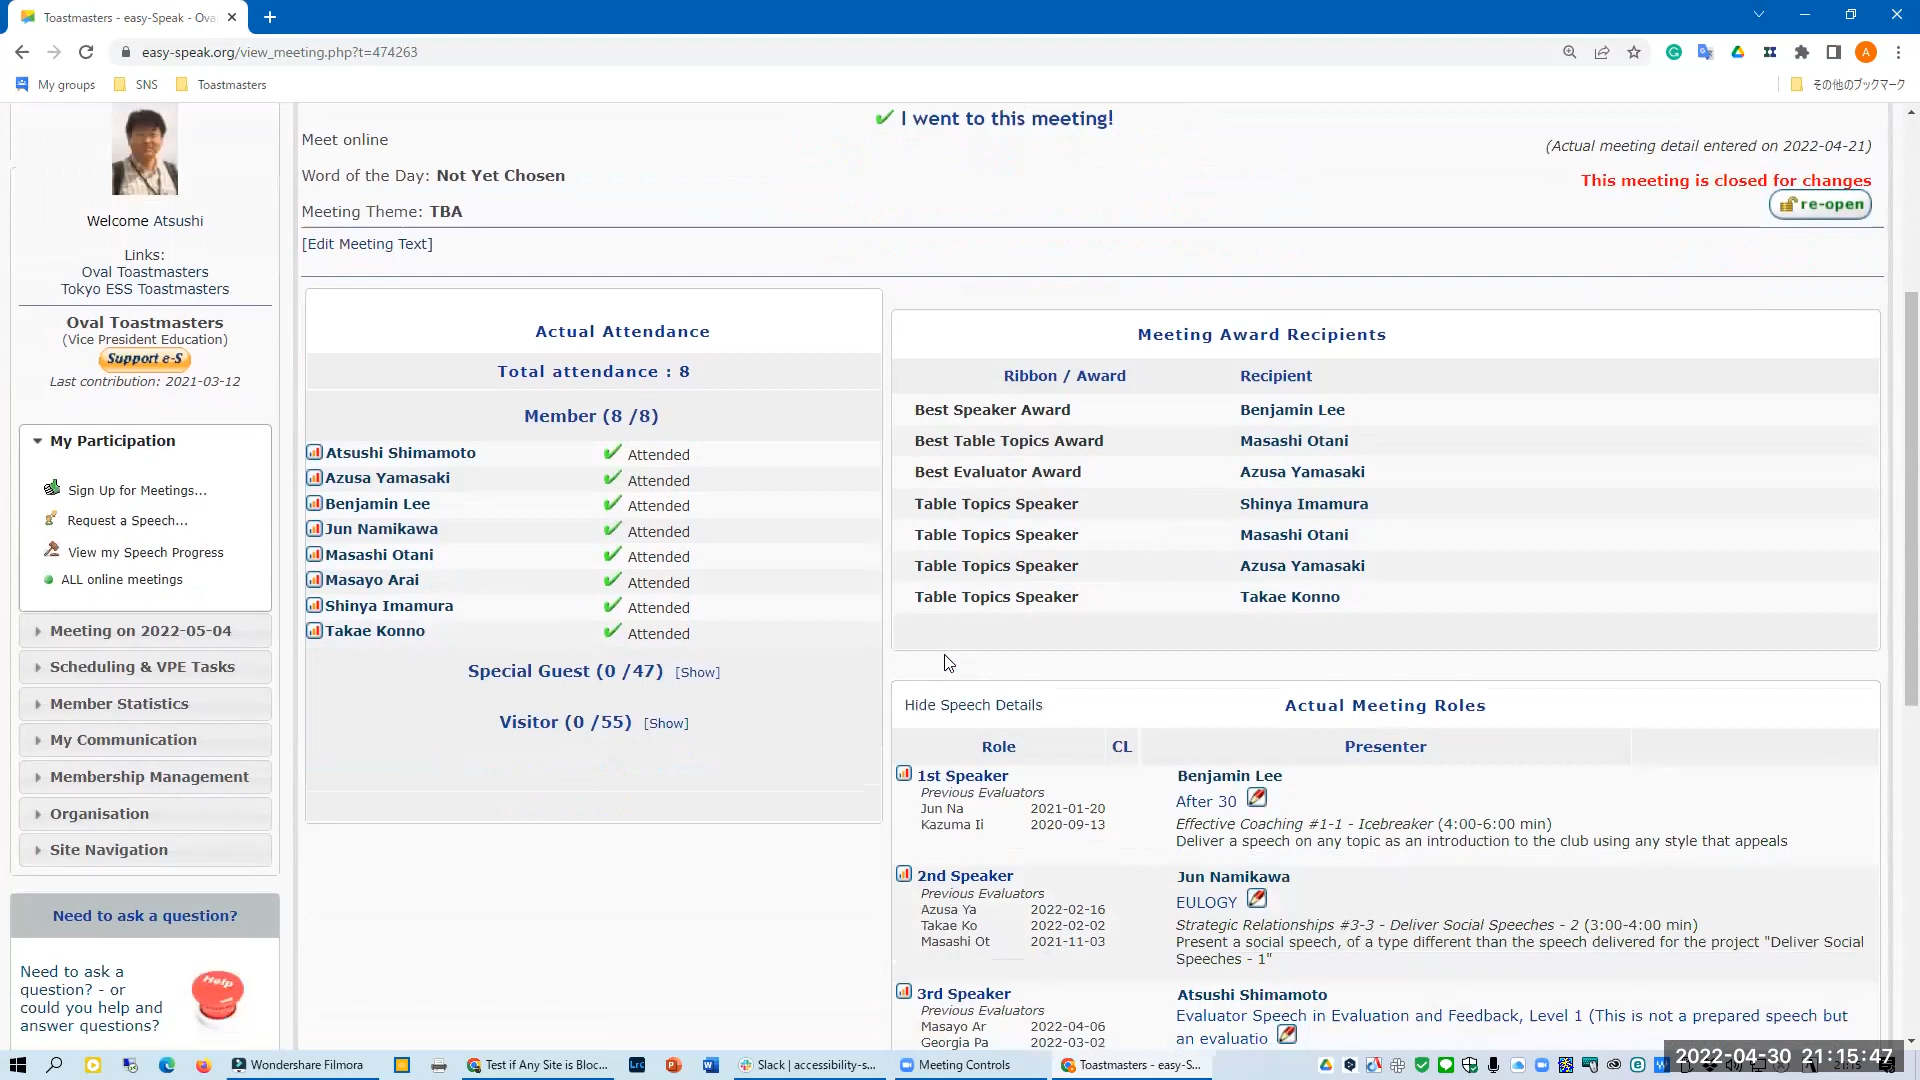 Toastmasters - easy-Speak - Ova
easy-speak.org/view_meeting.php?t=474263
A
My groups
SNS
Toastmasters
その他のブックマーク
Welcome Atsushi
Links:
Oval Toastmasters
Tokyo ESS Toastmasters
Oval Toastmasters
(Vice President Education)
Support e-S
Last contribution: 2021-03-12
My Participation
Sign Up for Meetings...
Request a Speech...
View my Speech Progress
ALL online meetings
Meeting on 2022-05-04
Scheduling & VPE Tasks
Member Statistics
My Communication
Membership Management
Organisation
Site Navigation
Need to ask a question?
Need to ask a
question? - or
could you help and
answer questions?
Help
I went to this meeting!
Meet online
(Actual meeting detail entered on 2022-04-21)
Word of the Day: Not Yet Chosen
This meeting is closed for changes
Meeting Theme: TBA
re-open
[Edit Meeting Text]
Actual Attendance
Total attendance : 8
Member (8 /8)
Atsushi Shimamoto Attended
Azusa Yamasaki Attended
Benjamin Lee Attended
Jun Namikawa Attended
Masashi Otani Attended
Masayo Arai Attended
Shinya Imamura Attended
Takae Konno Attended
Special Guest (0 /47) [Show]
Visitor (0 /55) [Show]
Meeting Award Recipients
Ribbon / Award Recipient
Best Speaker Award Benjamin Lee
Best Table Topics Award Masashi Otani
Best Evaluator Award Azusa Yamasaki
Table Topics Speaker Shinya Imamura
Table Topics Speaker Masashi Otani
Table Topics Speaker Azusa Yamasaki
Table Topics Speaker Takae Konno
Hide Speech Details Actual Meeting Roles
Role CL Presenter
1st Speaker Benjamin Lee
Previous Evaluators
Jun Na 2021-01-20
Kazuma Ii 2020-09-13
After 30
Effective Coaching #1-1 - Icebreaker (4:00-6:00 min)
Deliver a speech on any topic as an introduction to the club using any style that appeals
2nd Speaker Jun Namikawa
Previous Evaluators
Azusa Ya 2022-02-16
Takae Ko 2022-02-02
Masashi Ot 2021-11-03
EULOGY
Strategic Relationships #3-3 - Deliver Social Speeches - 2 (3:00-4:00 min)
Present a social speech, of a type different than the speech delivered for the project "Deliver Social
Speeches - 1"
3rd Speaker Atsushi Shimamoto
Previous Evaluators
Masayo Ar 2022-04-06
Georgia Pa 2022-03-02
Evaluator Speech in Evaluation and Feedback, Level 1 (This is not a prepared speech but
an evaluatio
Wondershare Filmora
Test if Any Site is Bloc...
Lrc
Slack | accessibility-s...
Meeting Controls
Toastmasters - easy-S...
2022-04-30 21:15:47